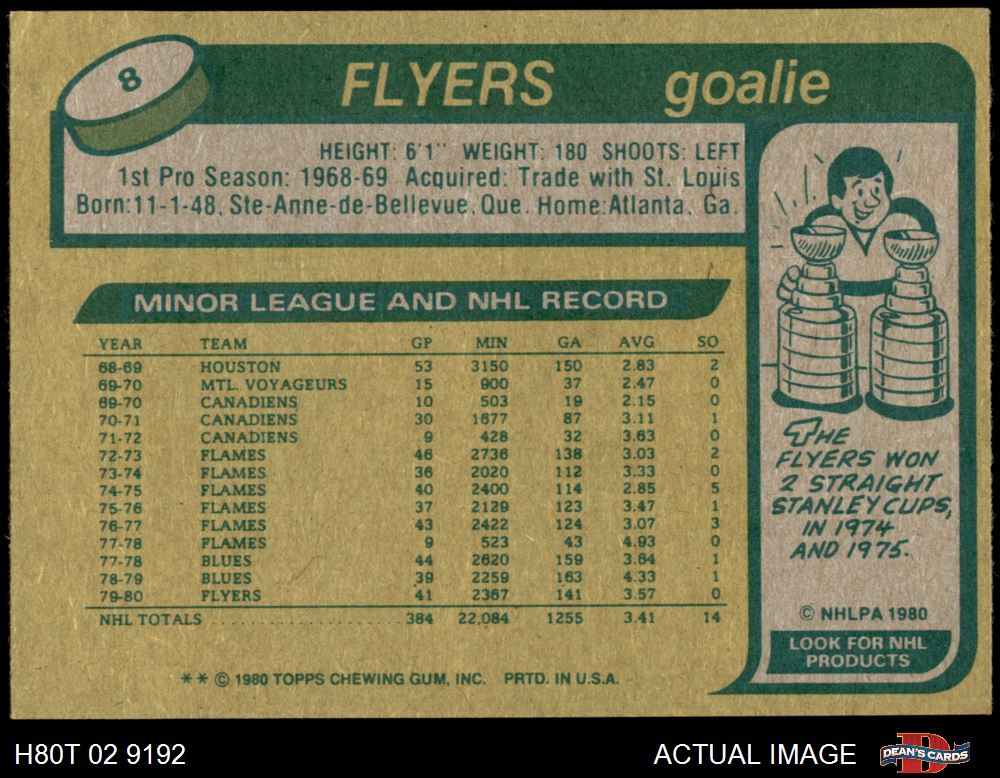 8
FLYERS goalie
HEIGHT: 6'1" WEIGHT: 180 SHOOTS: LEFT
1st Pro Season: 1968-69 Acquired: Trade with St. Louis
Born:11-1-48, Ste-Anne-de-Bellevue, Que. Home:Atlanta, Ga.
MINOR LEAGUE AND NHL RECORD
YEAR TEAM GP MIN GA AVG SO
68-69 HOUSTON 53 3150 150 2.83 2
69-70 MTL. VOYAGEURS 15 900 37 2.47 0
69-70 CANADIENS 10 503 19 2.15 0
70-71 CANADIENS 30 1677 87 3.11 1
71-72 CANADIENS 9 428 32 3.63 0
72-73 FLAMES 46 2736 138 3.03 2
73-74 FLAMES 36 2020 112 3.33 0
74-75 FLAMES 40 2400 114 2.85 5
75-76 FLAMES 37 2129 123 3.47 1
76-77 FLAMES 43 2422 124 3.07 3
77-78 FLAMES 9 523 43 4.93 0
77-78 BLUES 44 2620 159 3.64 1
78-79 BLUES 39 2259 163 4.33 1
79-80 FLYERS 41 2367 141 3.57 0
NHL TOTALS .................... 384 22,084 1255 3.41 14
** © 1980 TOPPS CHEWING GUM, INC. PRTD. IN U.S.A.
THE
FLYERS WON
2 STRAIGHT
STANLEY CUPS,
IN 1974
AND 1975.
© NHLPA 1980
LOOK FOR NHL
PRODUCTS
H80T 02 9192 ACTUAL IMAGE DEAN'S CARDS